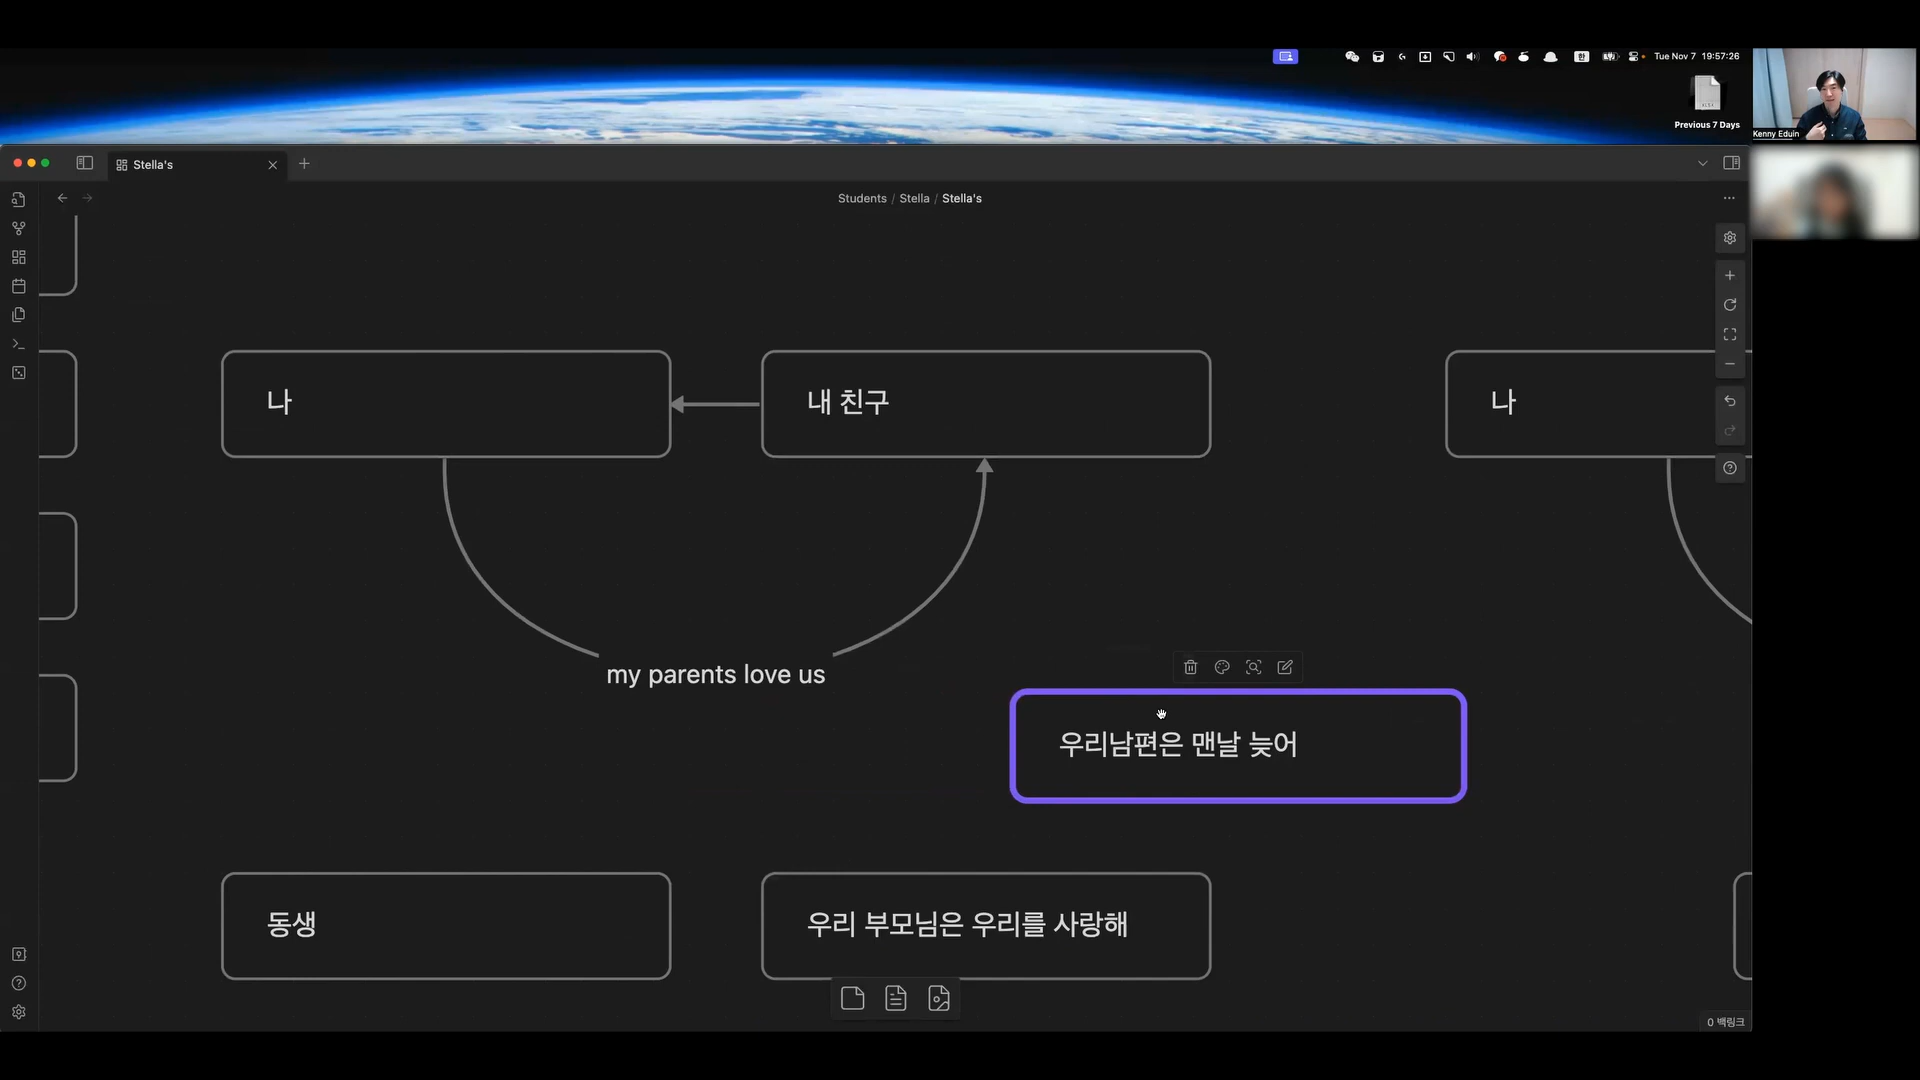 Tue Nov 7 19:57:26
XLSX
Previous 7 Days
Kenny Eduin
Stella's
Students / Stella / Stella's
나
내 친구
나
my parents love us
우리남편은 맨날 늦어
동생
우리 부모님은 우리를 사랑해
0 백링크